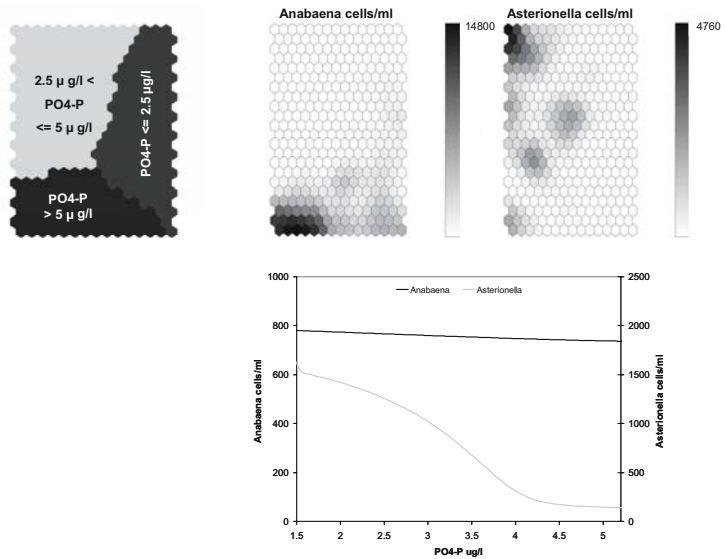 Anabaena cells/ml
14800
Asterionella cells/ml
4760
2.5 µ g/l <
PO4-P
<= 5 µ g/l
PO4-P <= 2.5 µg/l
PO4-P
> 5 µ g/l
1000
800
600
400
200
0
Anabaena cells/ml
Anabaena
Asterionella
2500
2000
1500
1000
500
0
Asterionella cells/ml
1.5
2
2.5
3
3.5
4
4.5
5
PO4-P ug/l